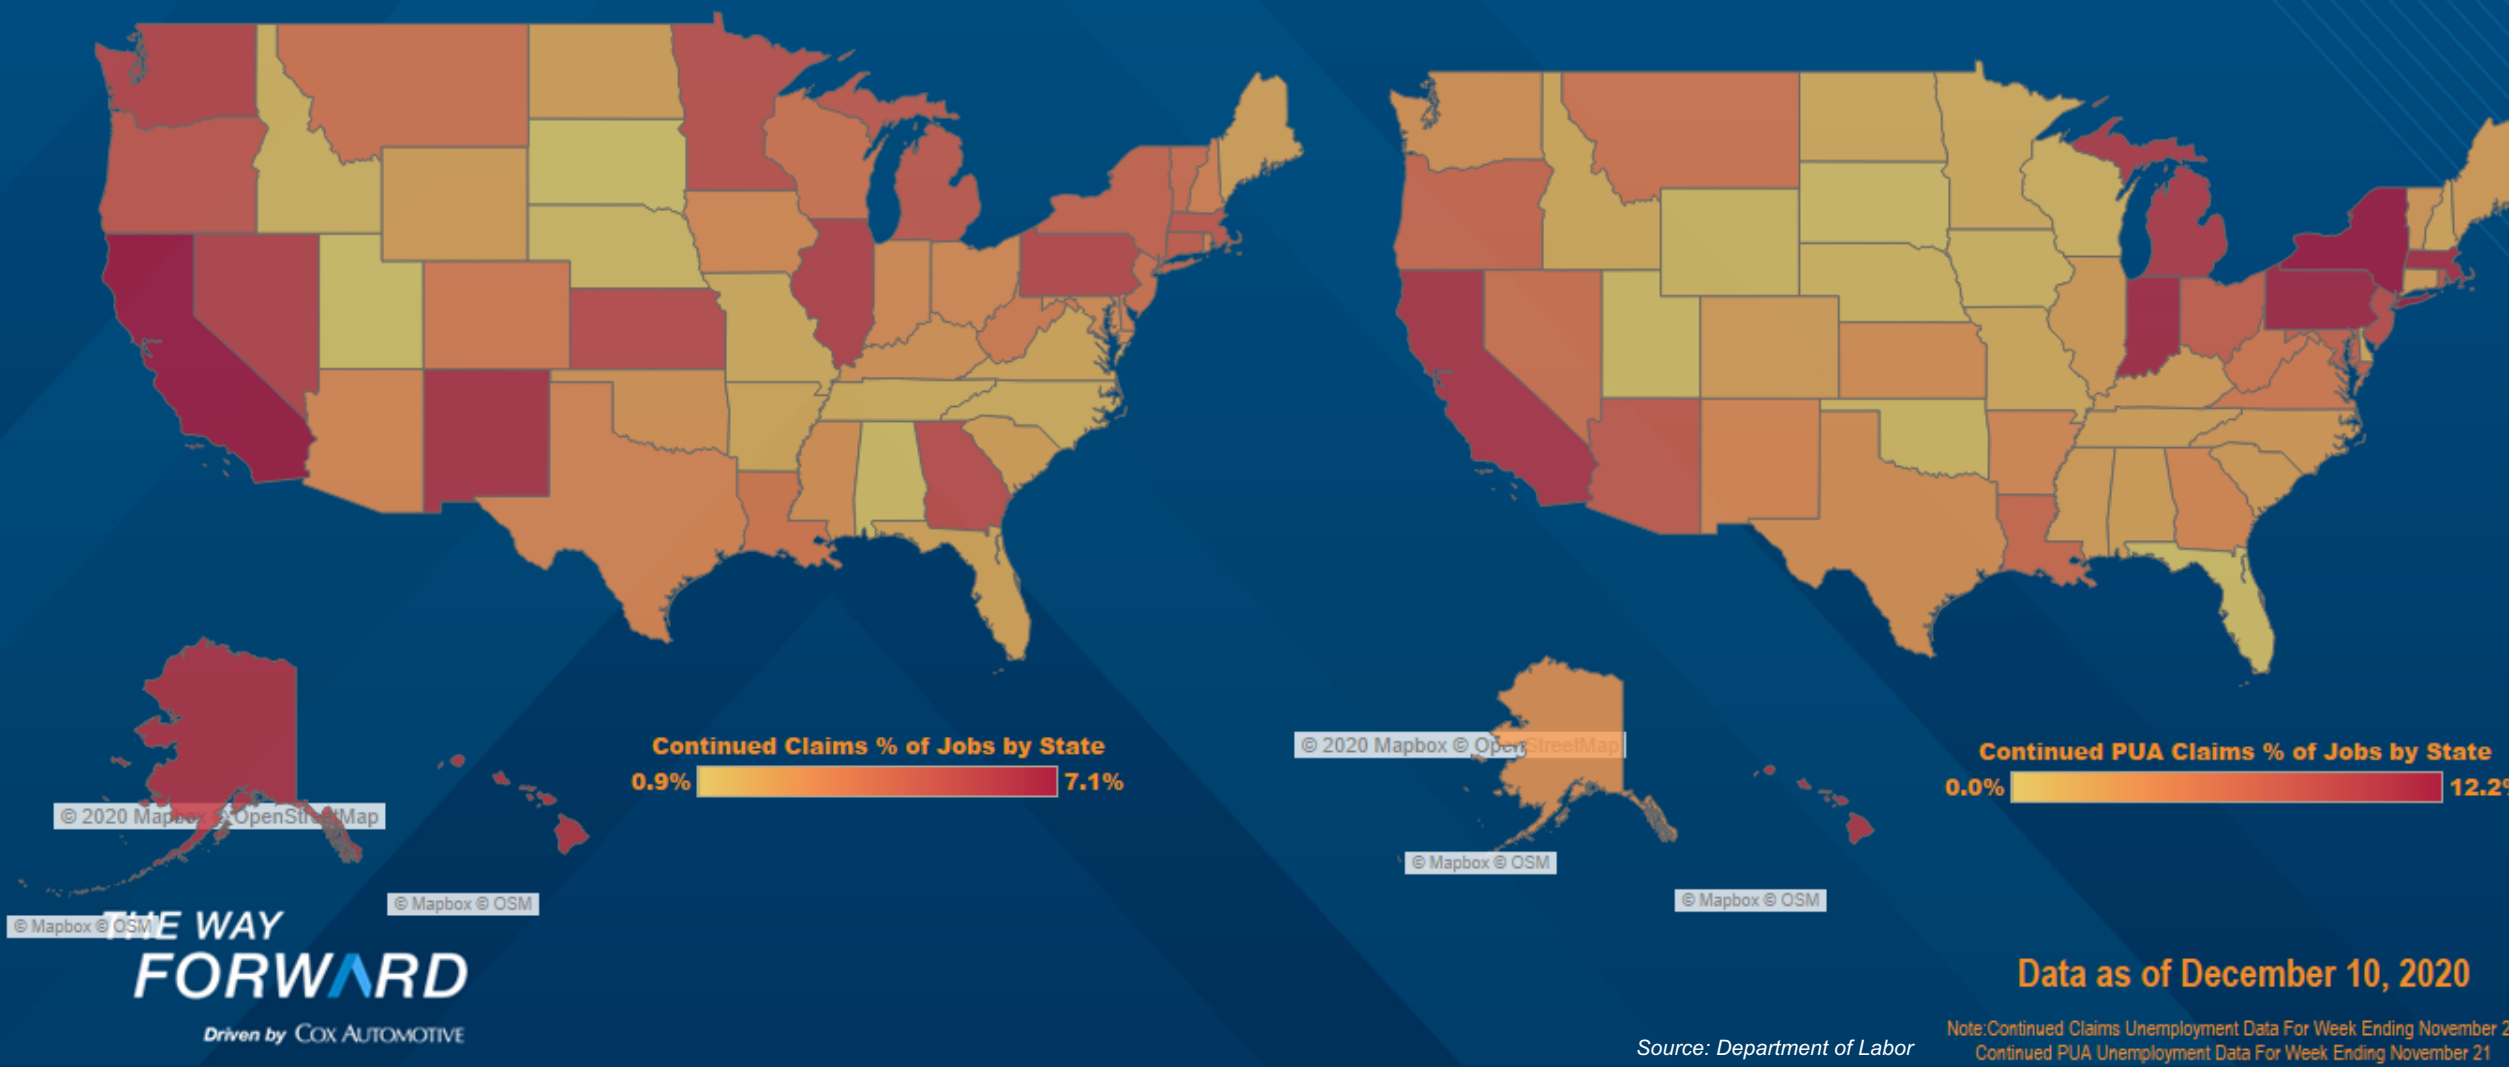 Continued Claims % of Jobs by State
0.9%
7.1%
Continued PUA Claims % of Jobs by State
0.0%
12.2%
© 2020 Mapbox © OpenStreetMap
© Mapbox © OSM
© 2020 Mapbox © OpenStreetMap
© Mapbox © OSM
© Mapbox © OSM
© Mapbox © OSM
THE WAY
FORWARD
Driven by COX AUTOMOTIVE
Data as of December 10, 2020
Source: Department of Labor
Note:Continued Claims Unemployment Data For Week Ending November
Continued PUA Unemployment Data For Week Ending November 21